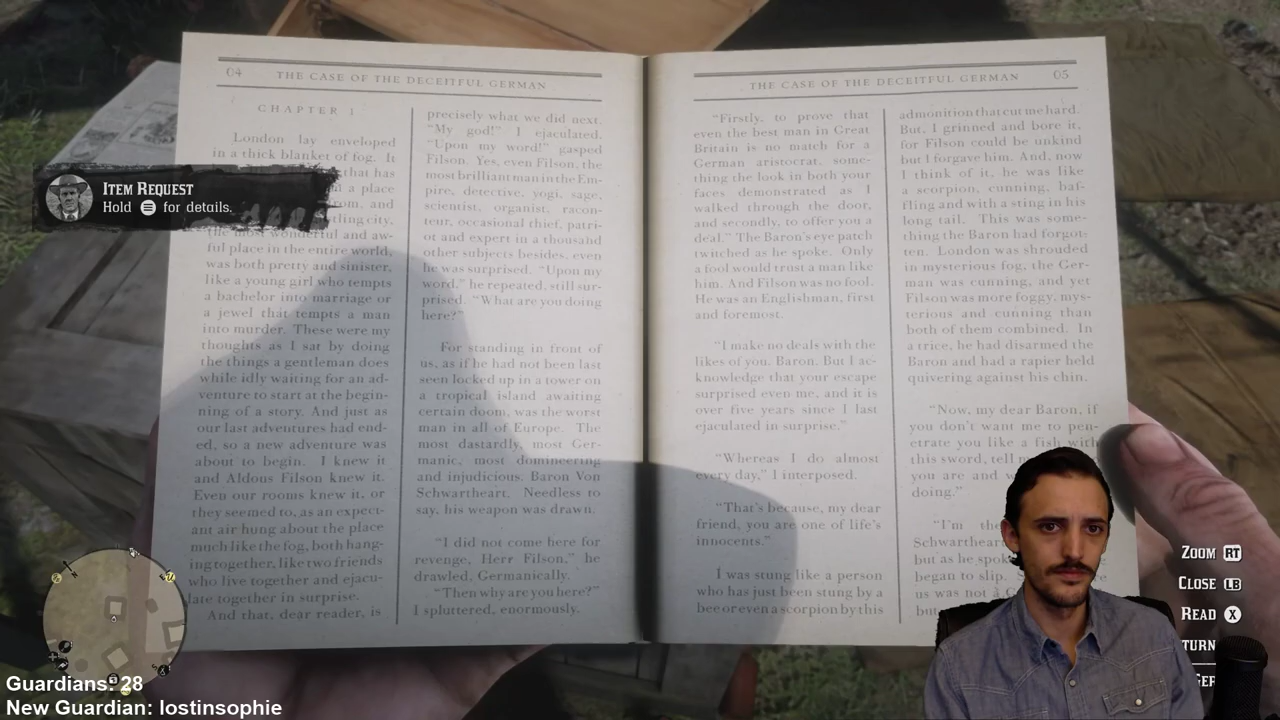 04 THE CASE OF THE DECEITFUL GERMAN
CHAPTER 1
London lay enveloped
in a thick blanket of fog. It
that has
a place
om, and
tling city,
the most wonderful and aw-
ful place in the entire world,
was both pretty and sinister,
like a young girl who tempts
a bachelor into marriage or
a jewel that tempts a man
into murder. These were my
thoughts as I sat by doing
the things a gentleman does
while idly waiting for an ad-
venture to start at the begin-
ning of a story. And just as
our last adventures had end-
ed, so a new adventure was
about to begin. I knew it
and Aldous Filson knew it.
Even our rooms knew it, or
they seemed to, as an expect-
ant air hung about the place
much like the fog, both hang-
ing together, like two friends
who live together and ejacu-
late together in surprise.
And that, dear reader, is
precisely what we did next.
"My god!" I ejaculated.
"Upon my word!" gasped
Filson. Yes, even Filson, the
most brilliant man in the Em-
pire, detective, yogi, sage,
scientist, organist, racon-
teur, occasional thief, patri-
ot and expert in a thousand
other subjects besides, even
he was surprised. "Upon my
word," he repeated, still sur-
prised. "What are you doing
here?"
For standing in front of
us, as if he had not been last
seen locked up in a tower on
a tropical island awaiting
certain doom, was the worst
man in all of Europe. The
most dastardly, most Ger-
manic, most domineering
and injudicious. Baron Von
Schwartheart. Needless to
say, his weapon was drawn.
"I did not come here for
revenge, Herr Filson," he
drawled, Germanically.
"Then why are you here?"
I spluttered, enormously.
THE CASE OF THE DECEITFUL GERMAN 05
"Firstly, to prove that
even the best man in Great
Britain is no match for a
German aristocrat, some-
thing the look in both your
faces demonstrated as I
walked through the door,
and secondly, to offer you a
deal." The Baron's eye patch
twitched as he spoke. Only
a fool would trust a man like
him. And Filson was no fool.
He was an Englishman, first
and foremost.
"I make no deals with the
likes of you, Baron. But I ac-
knowledge that your escape
surprised even me, and it is
over five years since I last
ejaculated in surprise."
"Whereas I do almost
every day," I interposed.
"That's because, my dear
friend, you are one of life's
innocents."
I was stung like a person
who has just been stung by a
bee or even a scorpion by this
admonition that cut me hard.
But, I grinned and bore it,
for Filson could be unkind
but I forgave him. And, now
I think of it, he was like
a scorpion, cunning, baf-
fling and with a sting in his
long tail. This was some-
thing the Baron had forgot-
ten. London was shrouded
in mysterious fog, the Ger-
man was cunning, and yet
Filson was more foggy, mys-
terious and cunning than
both of them combined. In
a trice, he had disarmed the
Baron and had a rapier held
quivering against his chin.
"Now, my dear Baron, if
you don't want me to pen-
etrate you like a fish with
this sword, tell
you are and
doing."
"I'm the
Schwarthear
but as he spok
began to slip. S
us was not a G
but
ITEM REQUEST
Hold for details.
ZOOM RT
CLOSE LB
READ X
TURN
Guardians: 28
New Guardian: lostinsophie